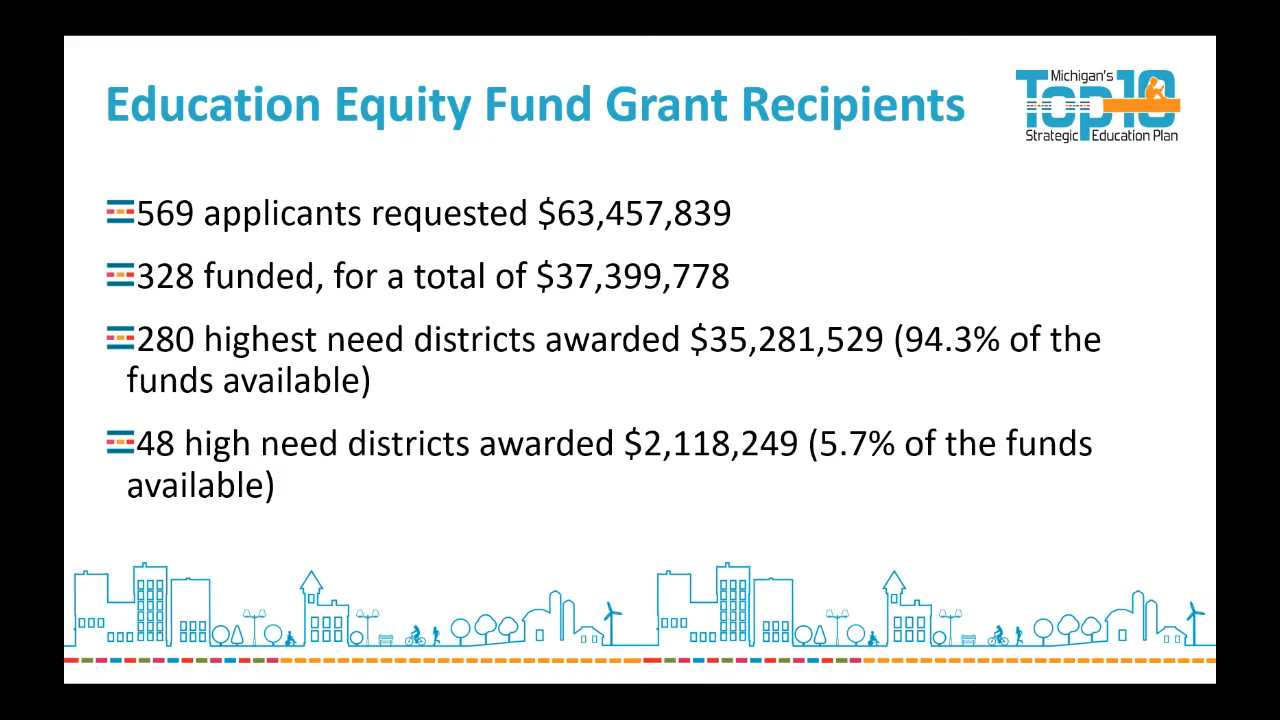 Education Equity Fund Grant Recipients
Michigan's
Top10
Strategic Education Plan
569 applicants requested $63,457,839
328 funded, for a total of $37,399,778
280 highest need districts awarded $35,281,529 (94.3% of the
funds available)
48 high need districts awarded $2,118,249 (5.7% of the funds
available)